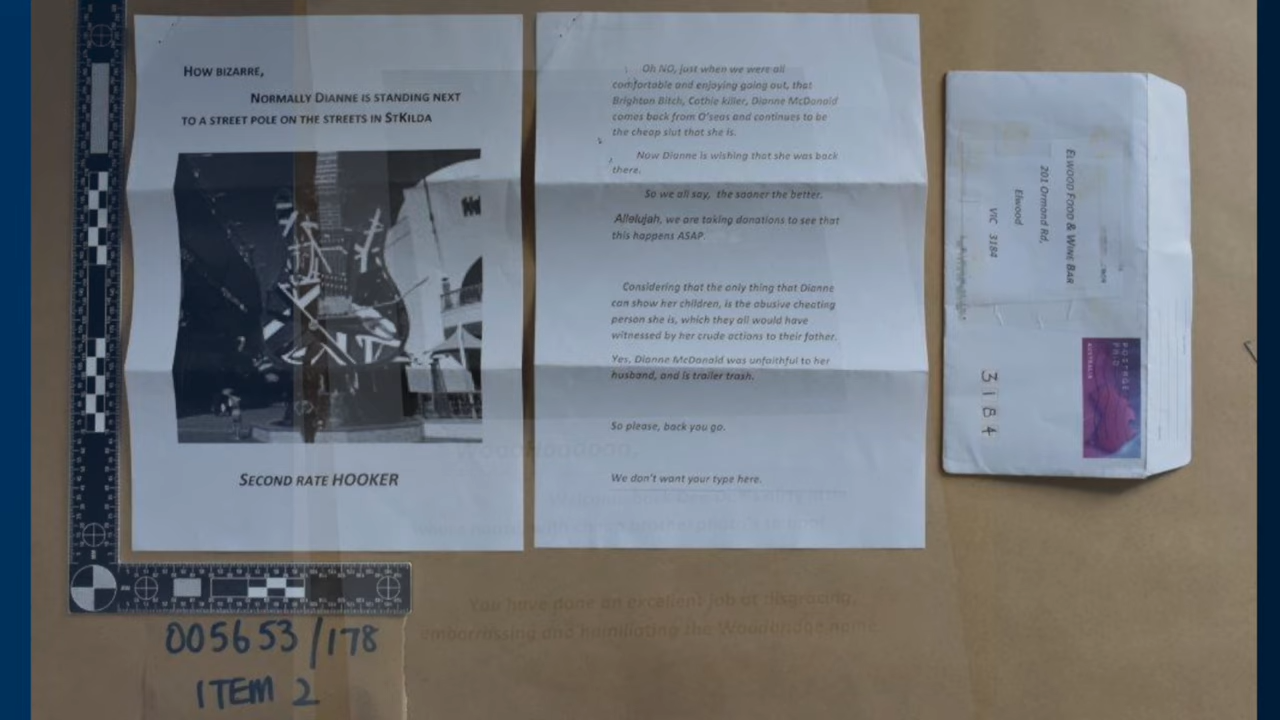 HOW BIZARRE,
NORMALLY DIANNE IS STANDING NEXT
TO A STREET POLE ON THE STREETS IN STKILDA
SECOND RATE HOOKER
Oh NO, just when we were all
comfortable and enjoying going out, that
Brighton Bitch, Cathie killer, Dianne McDonald
comes back from O'seas and continues to be
the cheap slut that she is.
Now Dianne is wishing that she was back
there.
So we all say, the sooner the better.
Allelujah, we are taking donations to see that
this happens ASAP.
Considering that the only thing that Dianne
can show her children, is the abusive cheating
person she is, which they all would have
witnessed by her crude actions to their father.
Yes, Dianne McDonald was unfaithful to her
husband, and is trailer trash.
So please, back you go.
We don't want your type here.
ELWOOD FOOD & WINE BAR
201 Ormond Rd,
Elwood
VIC 3184
POSTAGE
PAID
AUSTRALIA
3184
You have done an excellent job at disgracing,
embarrissing and humiliating the Woodbridge name
005653/178
ITEM 2